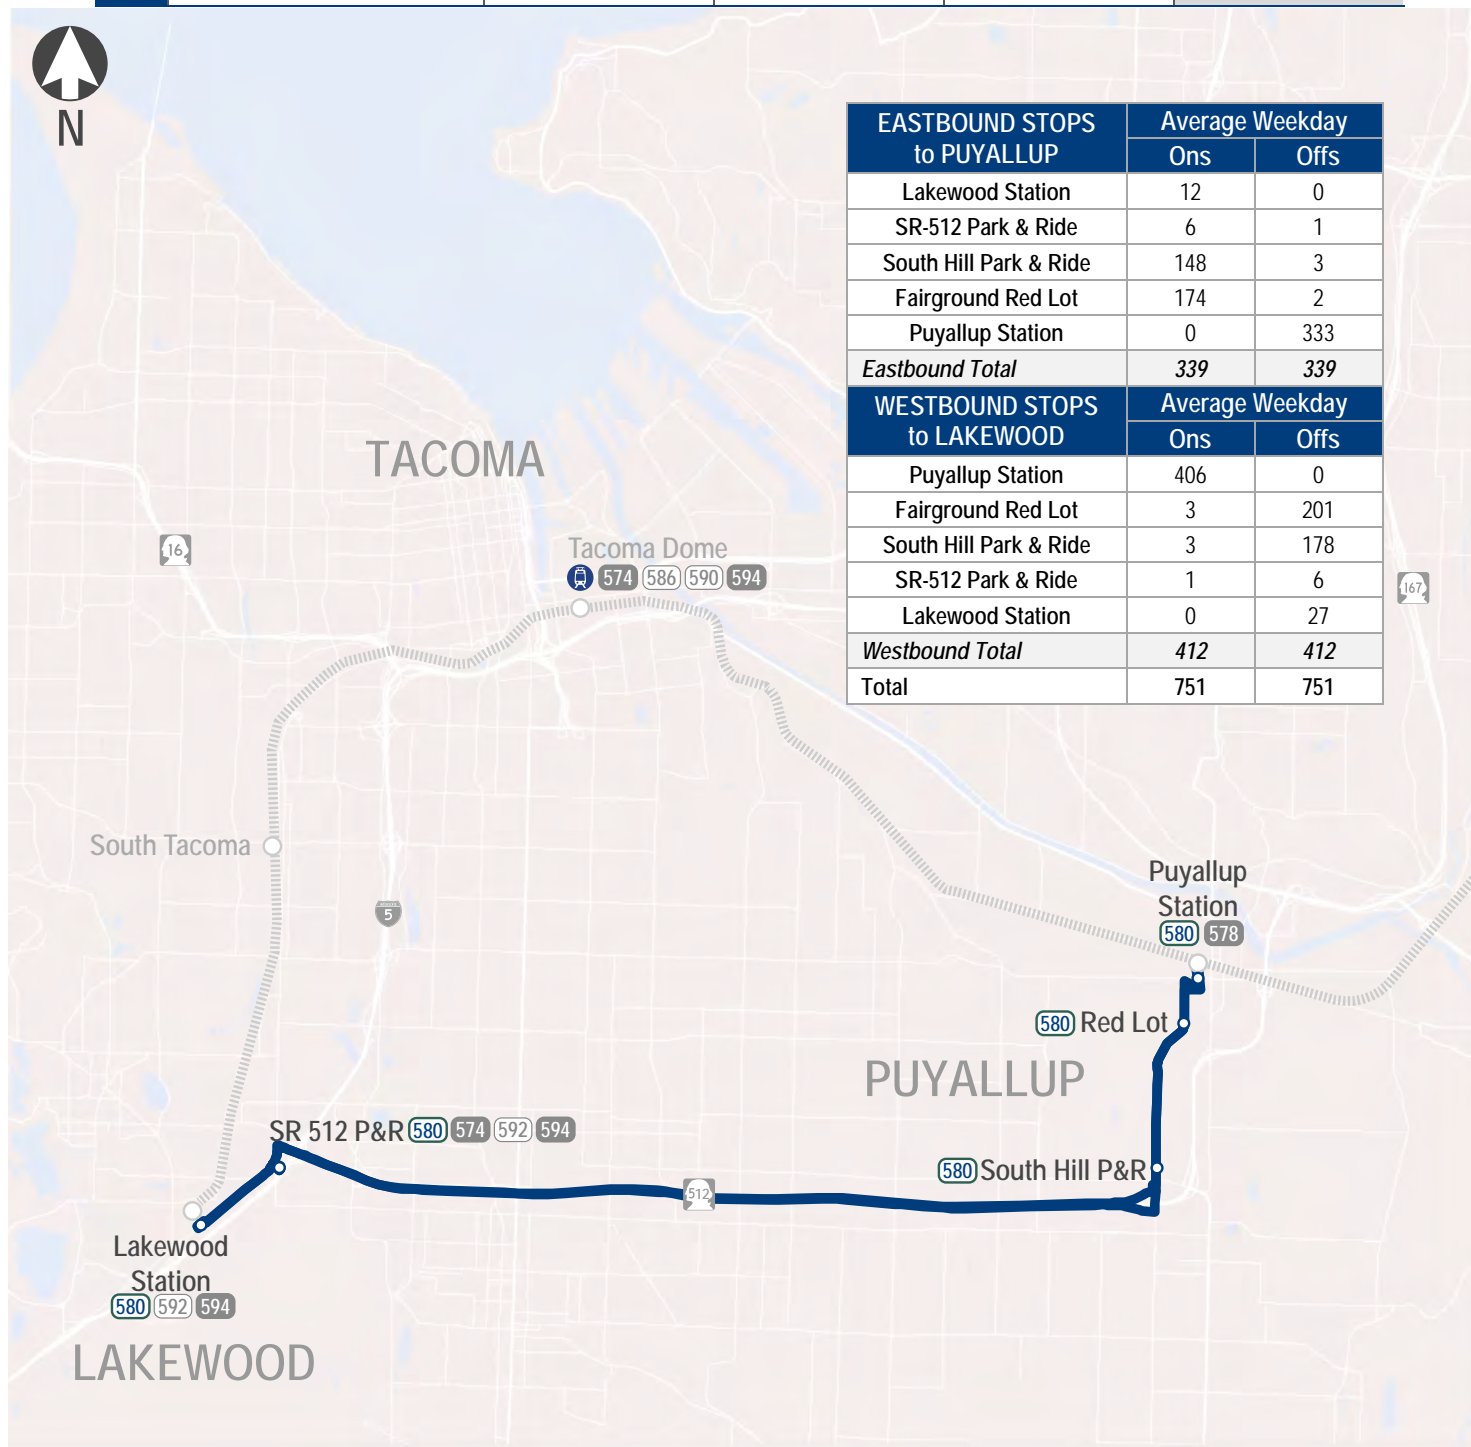 N
EASTBOUND STOPS to PUYALLUP Average Weekday
Ons Offs
Lakewood Station 12 0
SR-512 Park & Ride 6 1
South Hill Park & Ride 148 3
Fairground Red Lot 174 2
Puyallup Station 0 333
Eastbound Total 339 339
WESTBOUND STOPS to LAKEWOOD Average Weekday
Ons Offs
Puyallup Station 406 0
Fairground Red Lot 3 201
South Hill Park & Ride 3 178
SR-512 Park & Ride 1 6
Lakewood Station 0 27
Westbound Total 412 412
Total 751 751
TACOMA
16
Tacoma Dome
574 586 590 594
167
South Tacoma
5
Puyallup
Station
580 578
580 Red Lot
PUYALLUP
SR 512 P&R 580 574 592 594
580 South Hill P&R
512
Lakewood
Station
580 592 594
LAKEWOOD